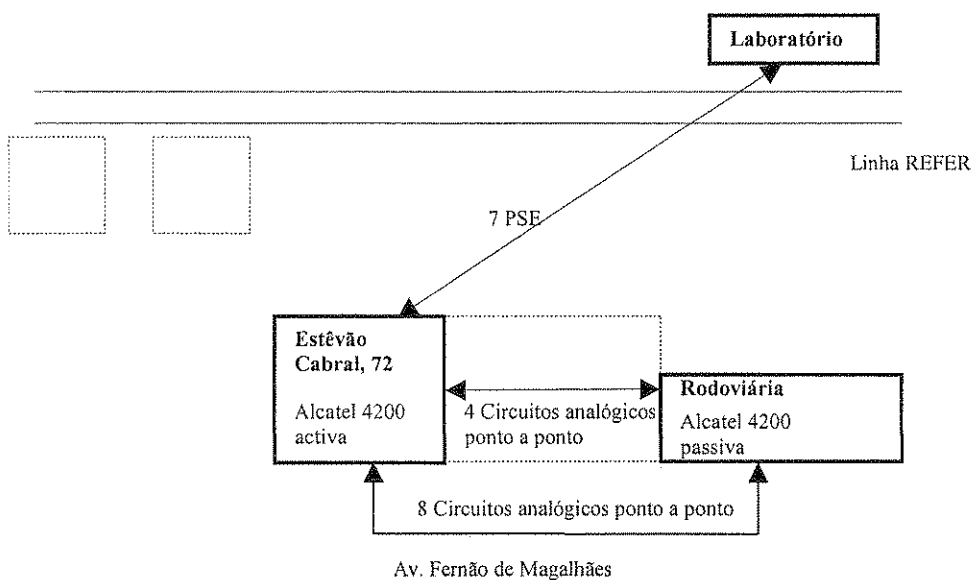 Laboratório
Linha REFER
7 PSE
Estêvão
Cabral, 72
Alcatel 4200
activa
4 Circuitos analógicos
ponto a ponto
Rodoviária
Alcatel 4200
passiva
8 Circuitos analógicos ponto a ponto
Av. Fernão de Magalhães